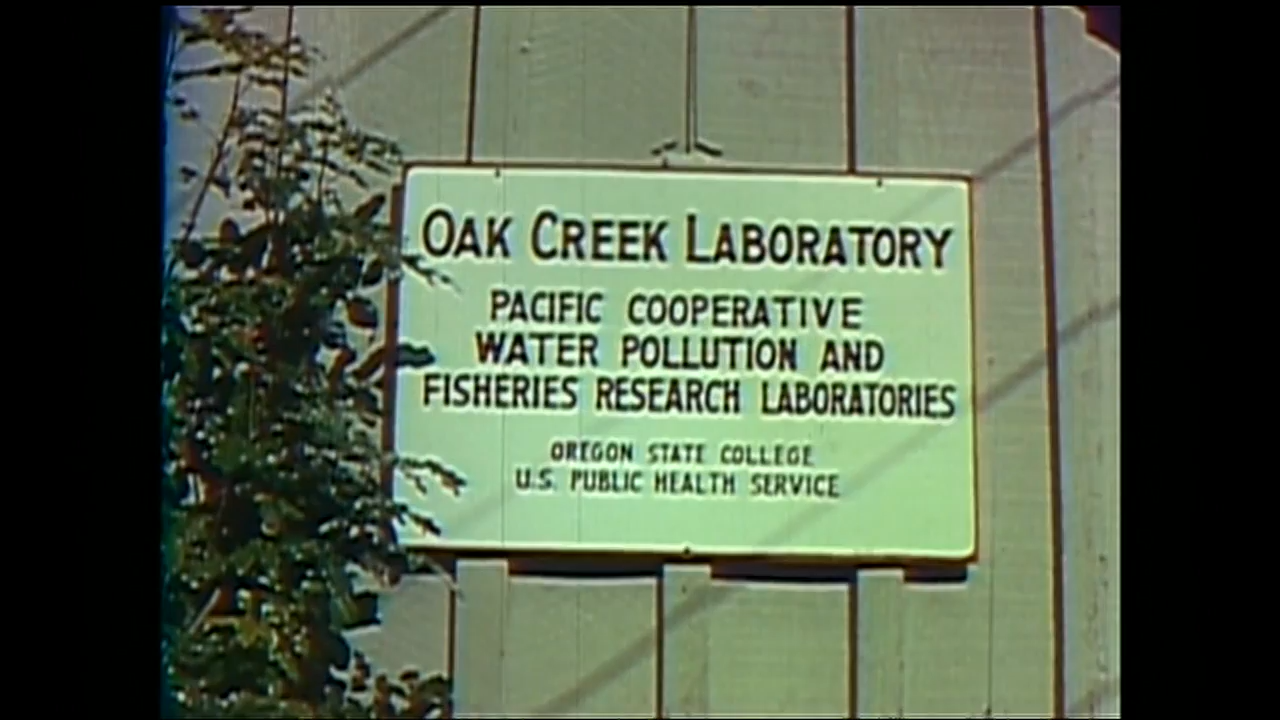 OAK CREEK LABORATORY
PACIFIC COOPERATIVE
WATER POLLUTION AND
FISHERIES RESEARCH LABORATORIES
OREGON STATE COLLEGE
U.S. PUBLIC HEALTH SERVICE